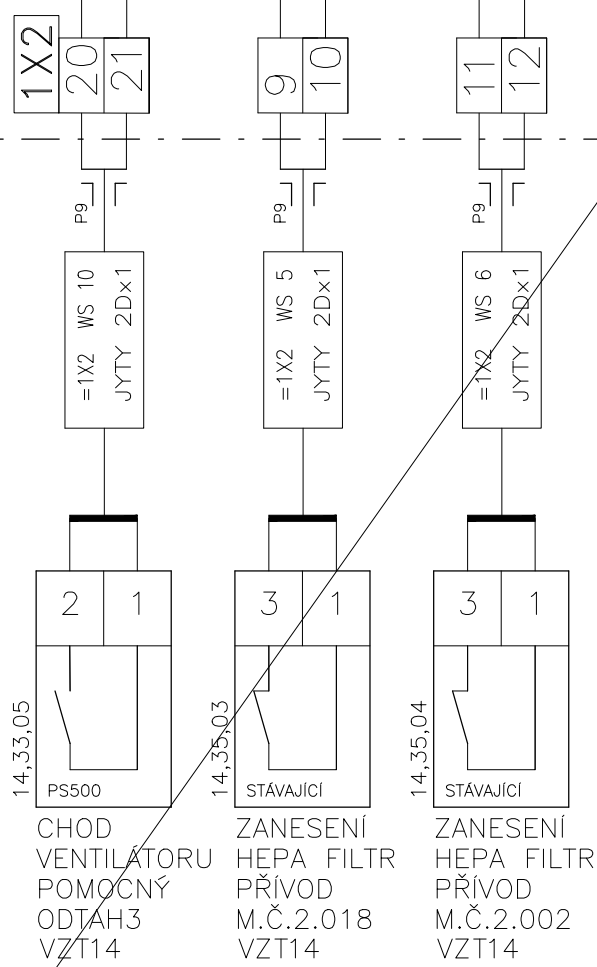 1X2
20
21
9
10
11
12
P9
P9
P9
=1X2 WS 10
JYTY 2Dx1
=1X2 WS 5
JYTY 2Dx1
=1X2 WS 6
JYTY 2Dx1
2 1
3 1
3 1
14,33,05
PS500
14,35,03
STÁVAJÍCÍ
14,35,04
STÁVAJÍCÍ
CHOD
VENTILÁTORU
POMOCNÝ
ODTAH3
VZT14
ZANESENÍ
HEPA FILTR
PŘÍVOD
M.Č.2.018
VZT14
ZANESENÍ
HEPA FILTR
PŘÍVOD
M.Č.2.002
VZT14